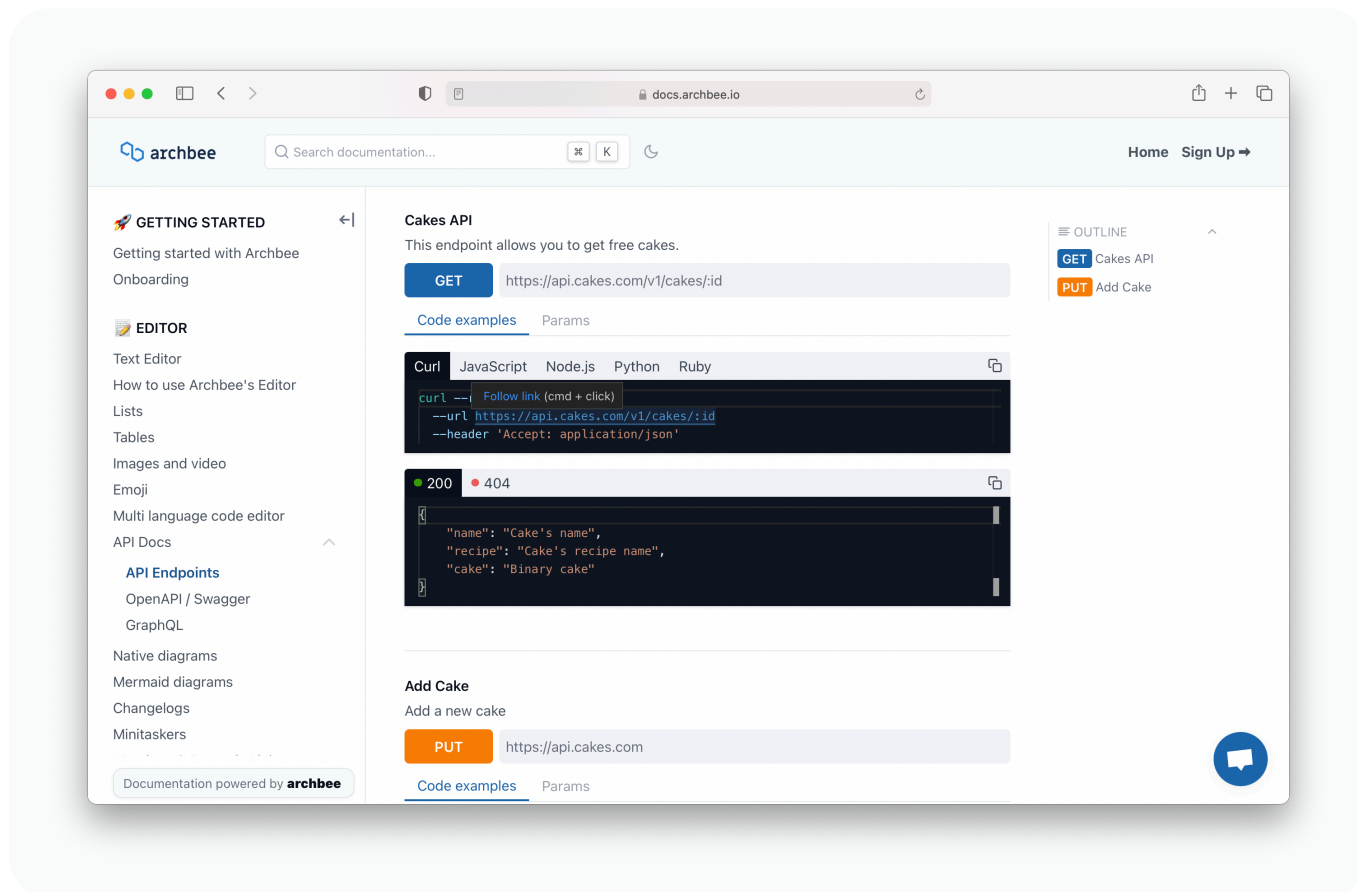 docs.archbee.io
archbee
Search documentation...
⌘ K
Home
Sign Up ➡
🚀 GETTING STARTED
Getting started with Archbee
Onboarding
📝 EDITOR
Text Editor
How to use Archbee's Editor
Lists
Tables
Images and video
Emoji
Multi language code editor
API Docs
API Endpoints
OpenAPI / Swagger
GraphQL
Native diagrams
Mermaid diagrams
Changelogs
Minitaskers
Documentation powered by archbee
Cakes API
This endpoint allows you to get free cakes.
GET https://api.cakes.com/v1/cakes/:id
Code examples Params
Curl JavaScript Node.js Python Ruby
Follow link (cmd + click)
curl
--url https://api.cakes.com/v1/cakes/:id
--header 'Accept: application/json'
200 404
{
"name": "Cake's name",
"recipe": "Cake's recipe name",
"cake": "Binary cake"
}
Add Cake
Add a new cake
PUT https://api.cakes.com
Code examples Params
OUTLINE
GET Cakes API
PUT Add Cake